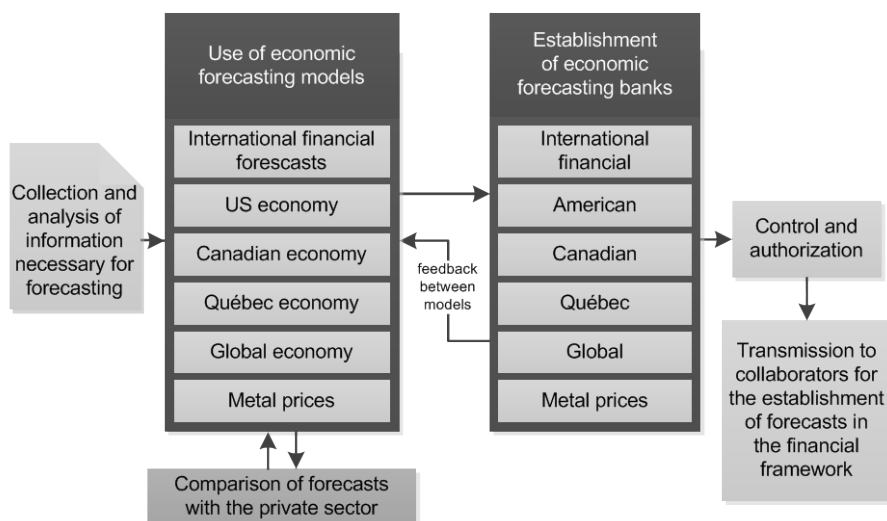 Collection and
analysis of
information
necessary for
forecasting
Use of economic
forecasting models
International financial
forescasts
US economy
Canadian economy
Québec economy
Global economy
Metal prices
Comparison of forecasts
with the private sector
feedback
between
models
Establishment
of economic
forecasting banks
International
financial
American
Canadian
Québec
Global
Metal prices
Control and
authorization
Transmission to
collaborators for
the establishment
of forecasts in
the financial
framework